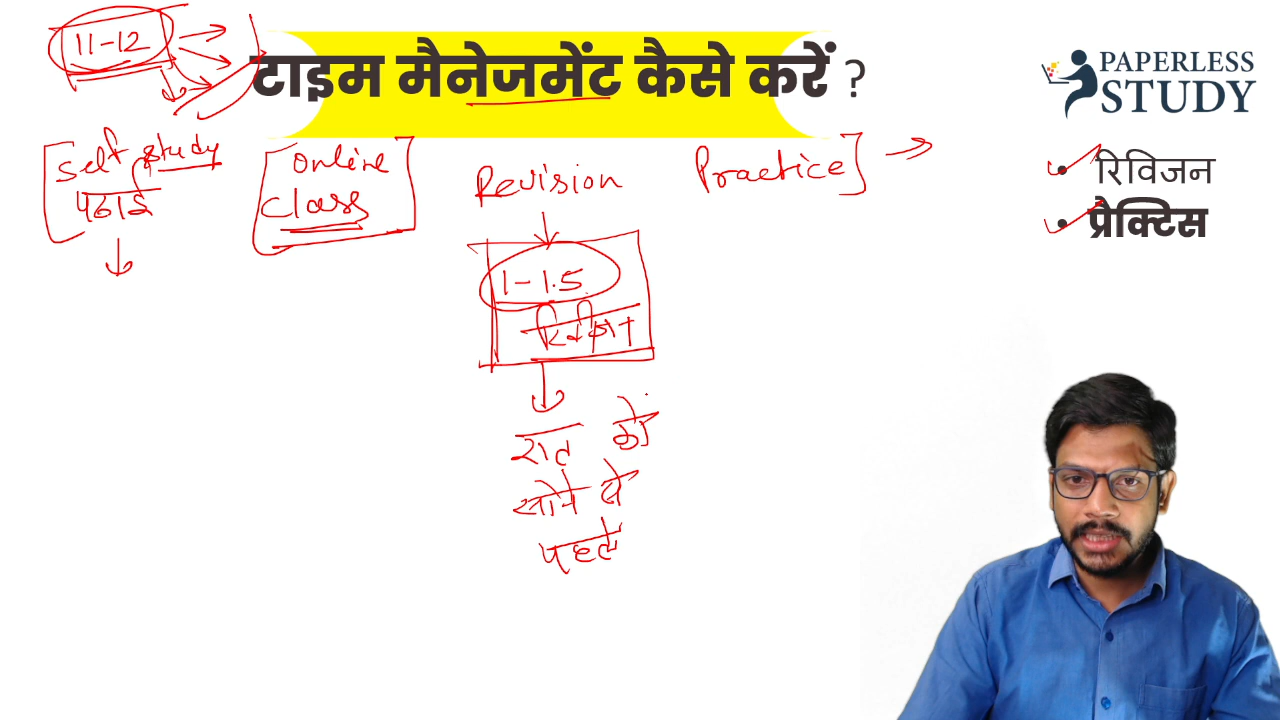 11-12
टाइम मैनेजमेंट कैसे करें ?
PAPERLESS
STUDY
Self study
पढाई
Online
class
Revision
Practice
• रिविजन
• प्रैक्टिस
1-1.5
रिवीजन
रात को
सोने से
पहले